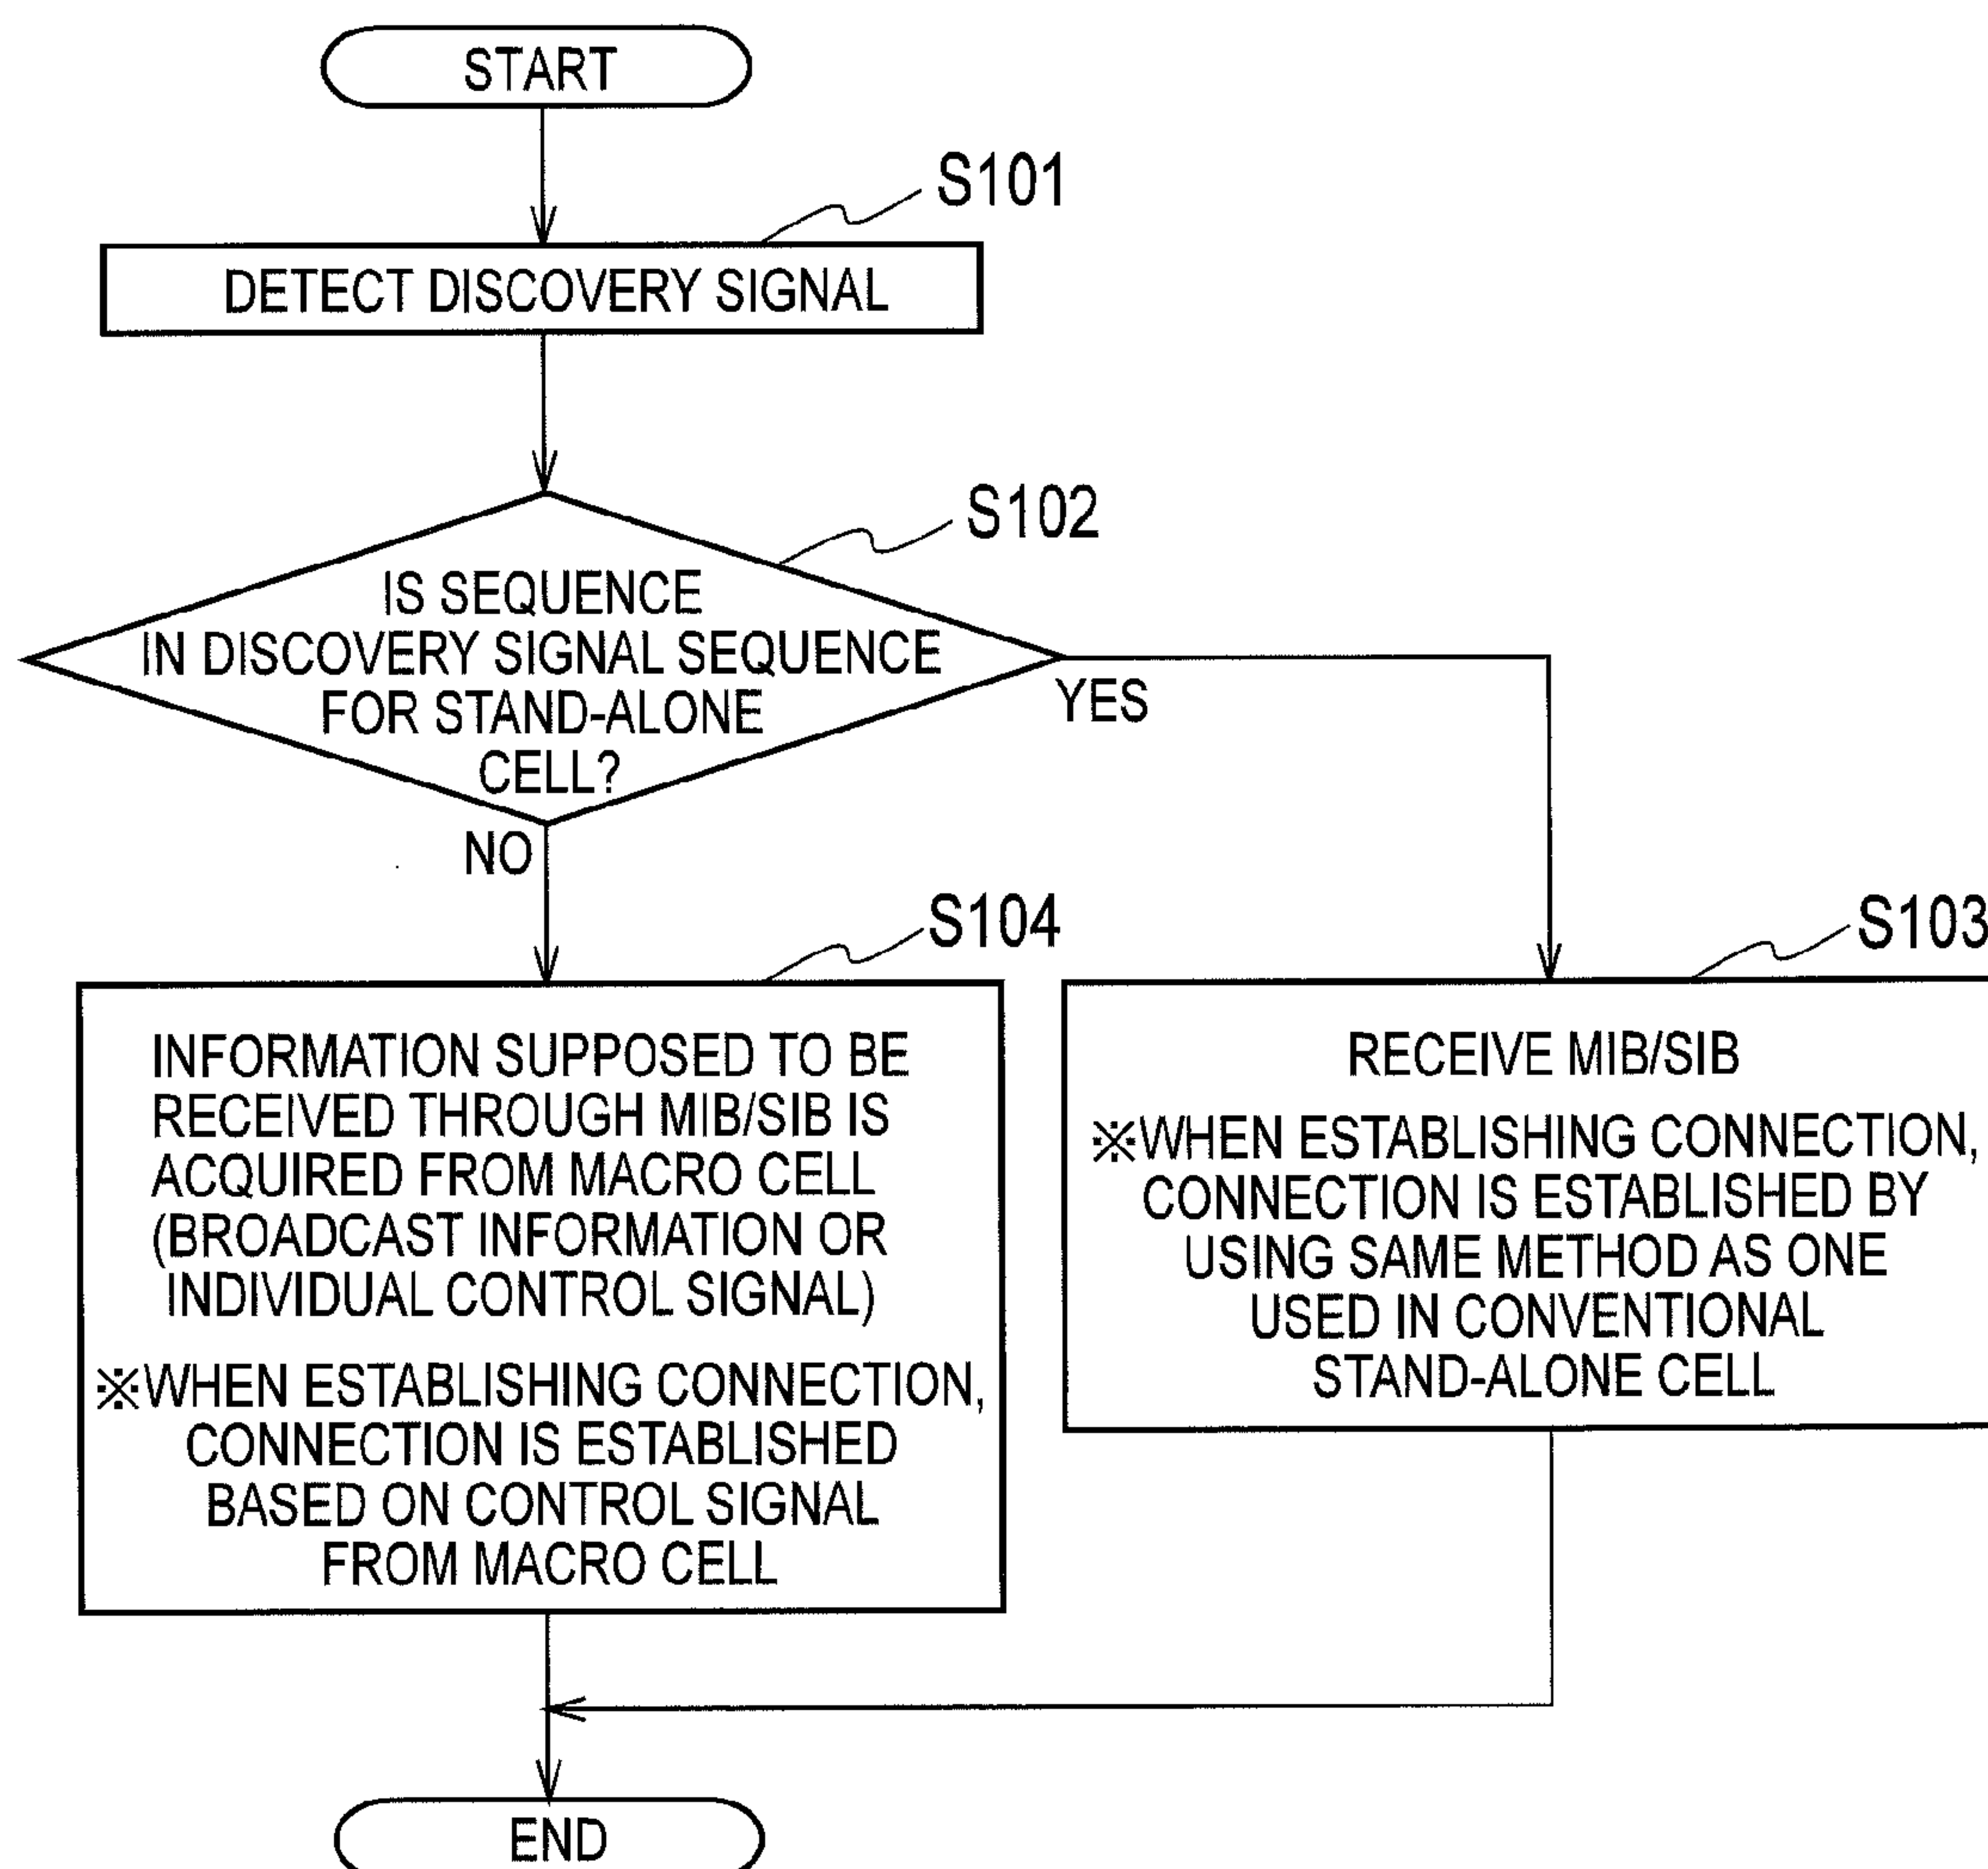 START
S101
DETECT DISCOVERY SIGNAL
S102
IS SEQUENCE
IN DISCOVERY SIGNAL SEQUENCE
FOR STAND-ALONE
CELL?
YES
NO
S104
INFORMATION SUPPOSED TO BE
RECEIVED THROUGH MIB/SIB IS
ACQUIRED FROM MACRO CELL
(BROADCAST INFORMATION OR
INDIVIDUAL CONTROL SIGNAL)
※WHEN ESTABLISHING CONNECTION,
CONNECTION IS ESTABLISHED
BASED ON CONTROL SIGNAL
FROM MACRO CELL
S103
RECEIVE MIB/SIB
※WHEN ESTABLISHING CONNECTION,
CONNECTION IS ESTABLISHED BY
USING SAME METHOD AS ONE
USED IN CONVENTIONAL
STAND-ALONE CELL
END